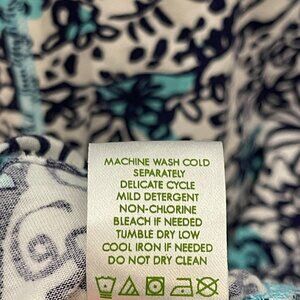 MACHINE WASH COLD
SEPARATELY
DELICATE CYCLE
MILD DETERGENT
NON-CHLORINE
BLEACH IF NEEDED
TUMBLE DRY LOW
COOL IRON IF NEEDED
DO NOT DRY CLEAN